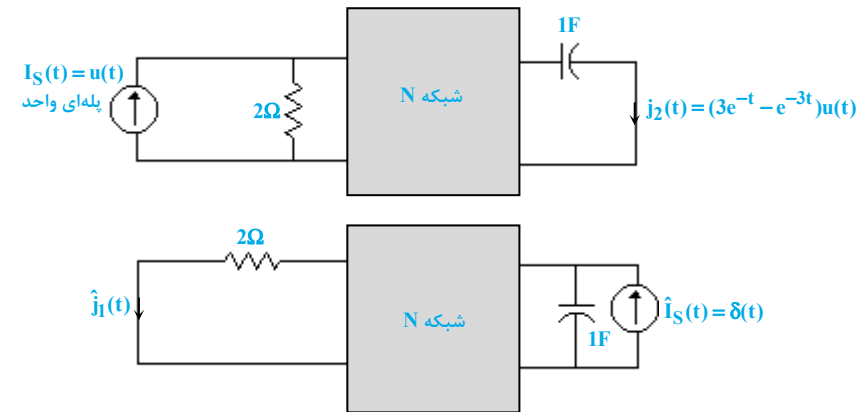 1F
I_S(t) = u(t)
پله‌ای واحد
2Ω
شبکه N
j_2(t) = (3e^{-t} - e^{-3t})u(t)
2Ω
ĵ_1(t)
شبکه N
1F
Î_S(t) = δ(t)